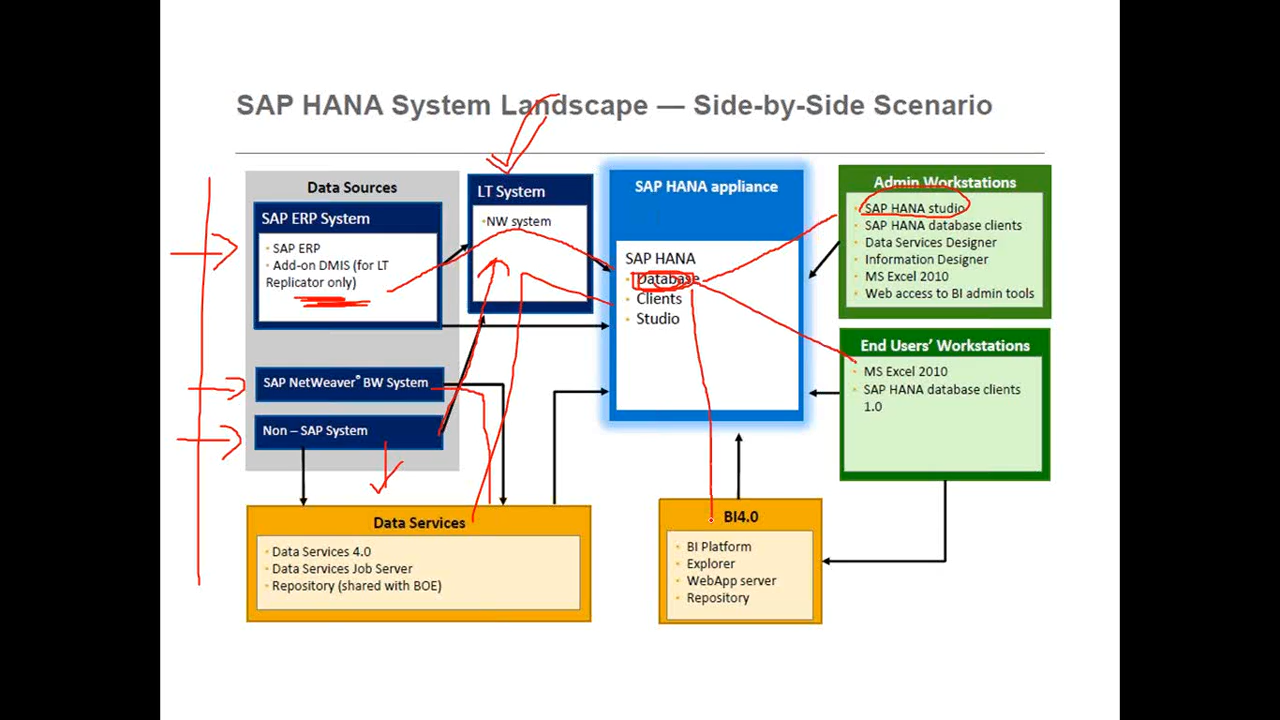 SAP HANA System Landscape — Side-by-Side Scenario
Data Sources
SAP ERP System
• SAP ERP
• Add-on DMIS (for LT
Replicator only)
SAP NetWeaver® BW System
Non – SAP System
LT System
•NW system
SAP HANA appliance
SAP HANA
• Database
• Clients
• Studio
Admin Workstations
• SAP HANA studio
• SAP HANA database clients
• Data Services Designer
• Information Designer
• MS Excel 2010
• Web access to BI admin tools
End Users’ Workstations
• MS Excel 2010
• SAP HANA database clients
1.0
Data Services
• Data Services 4.0
• Data Services Job Server
• Repository (shared with BOE)
BI4.0
• BI Platform
• Explorer
• WebApp server
• Repository